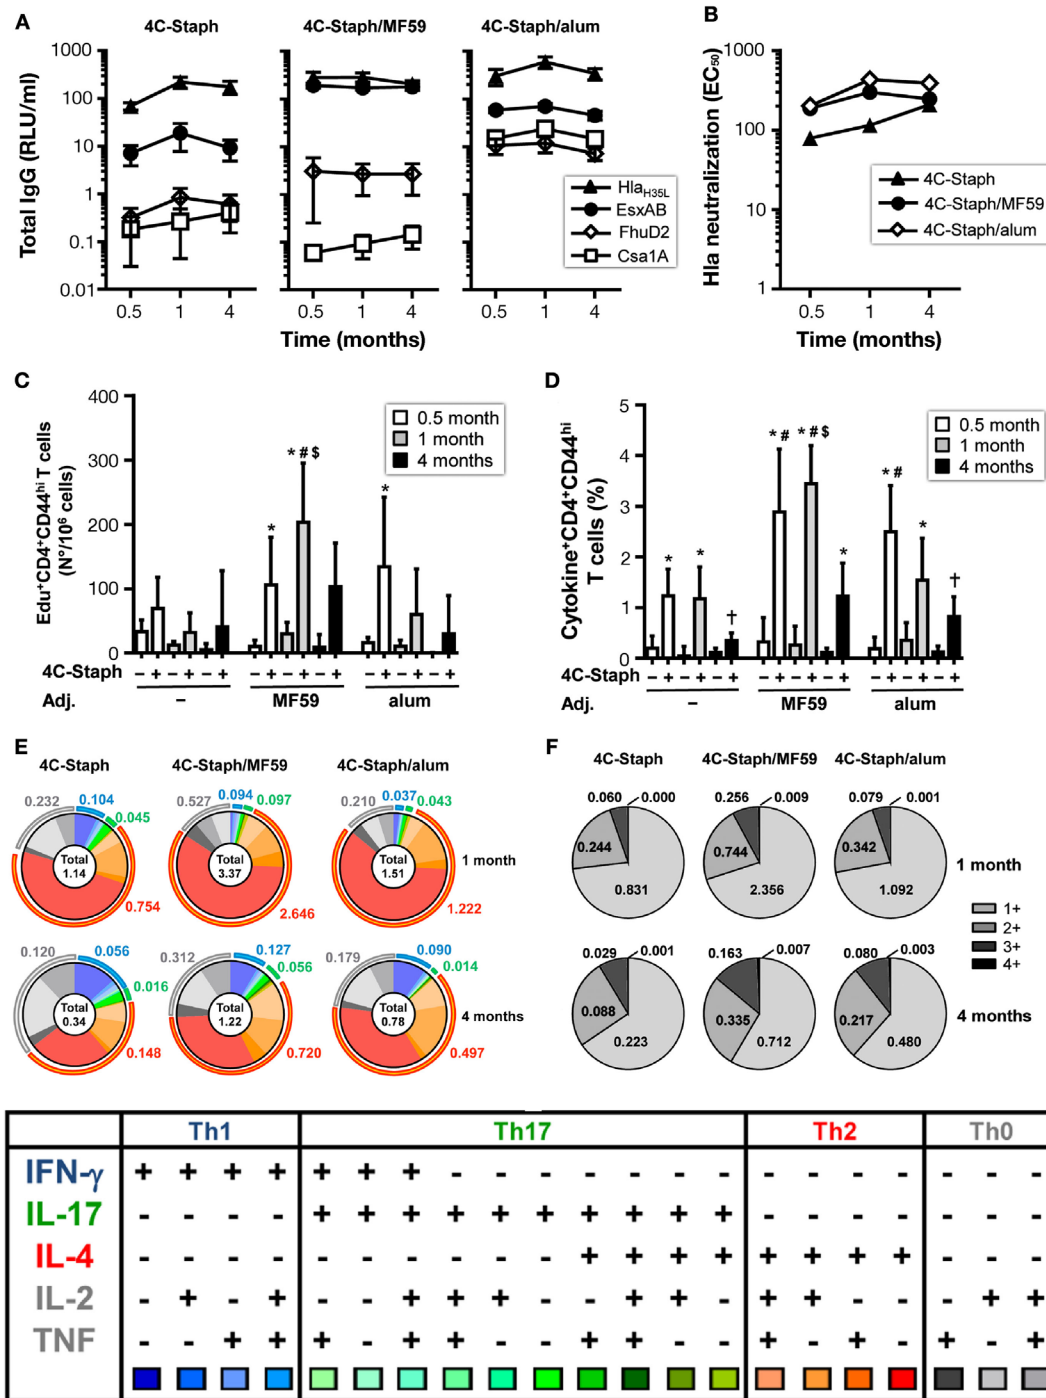 A
4C-Staph
4C-Staph/MF59
4C-Staph/alum
Total IgG (RLU/ml)
1000
100
10
1
0.1
0.01
0.5 1 4
0.5 1 4
0.5 1 4
Time (months)
Hla_H35L
EsxAB
FhuD2
Csa1A
B
Hla neutralization (EC50)
1000
100
10
1
4C-Staph
4C-Staph/MF59
4C-Staph/alum
0.5 1 4
Time (months)
C
Edu+CD4+CD44hi T cells
(N°/10^6 cells)
400
300
200
100
0
0.5 month
1 month
4 months
* * # $ *
4C-Staph - + - + - + - + - + - + - + - + - +
Adj. – MF59 alum
D
Cytokine+CD4+CD44hi
T cells (%)
5
4
3
2
1
0
0.5 month
1 month
4 months
* * † * # * # $ * * # * †
4C-Staph - + - + - + - + - + - + - + - + - +
Adj. – MF59 alum
E
4C-Staph 4C-Staph/MF59 4C-Staph/alum
0.232 0.104 0.045 0.754 Total 1.14
0.527 0.094 0.097 2.646 Total 3.37
0.210 0.037 0.043 1.222 Total 1.51
1 month
0.120 0.056 0.016 0.148 Total 0.34
0.312 0.127 0.056 0.720 Total 1.22
0.179 0.090 0.014 0.497 Total 0.78
4 months
F
4C-Staph 4C-Staph/MF59 4C-Staph/alum
0.060 0.000 0.244 0.831
0.256 0.009 0.744 2.356
0.079 0.001 0.342 1.092
1 month
0.029 0.001 0.088 0.223
0.163 0.007 0.335 0.712
0.080 0.003 0.217 0.480
4 months
1+
2+
3+
4+
Th1 Th17 Th2 Th0
IFN-γ + + + + + + + - - - - - - - - - - - - - -
IL-17 - - - - + + + + + + + + + + - - - - - - -
IL-4 - - - - - - - - - - + + + + + + + + - - -
IL-2 - + - + - - + + + - - + + - + + - - - + +
TNF - - + + + - + + - - + + - - + - + - + - +